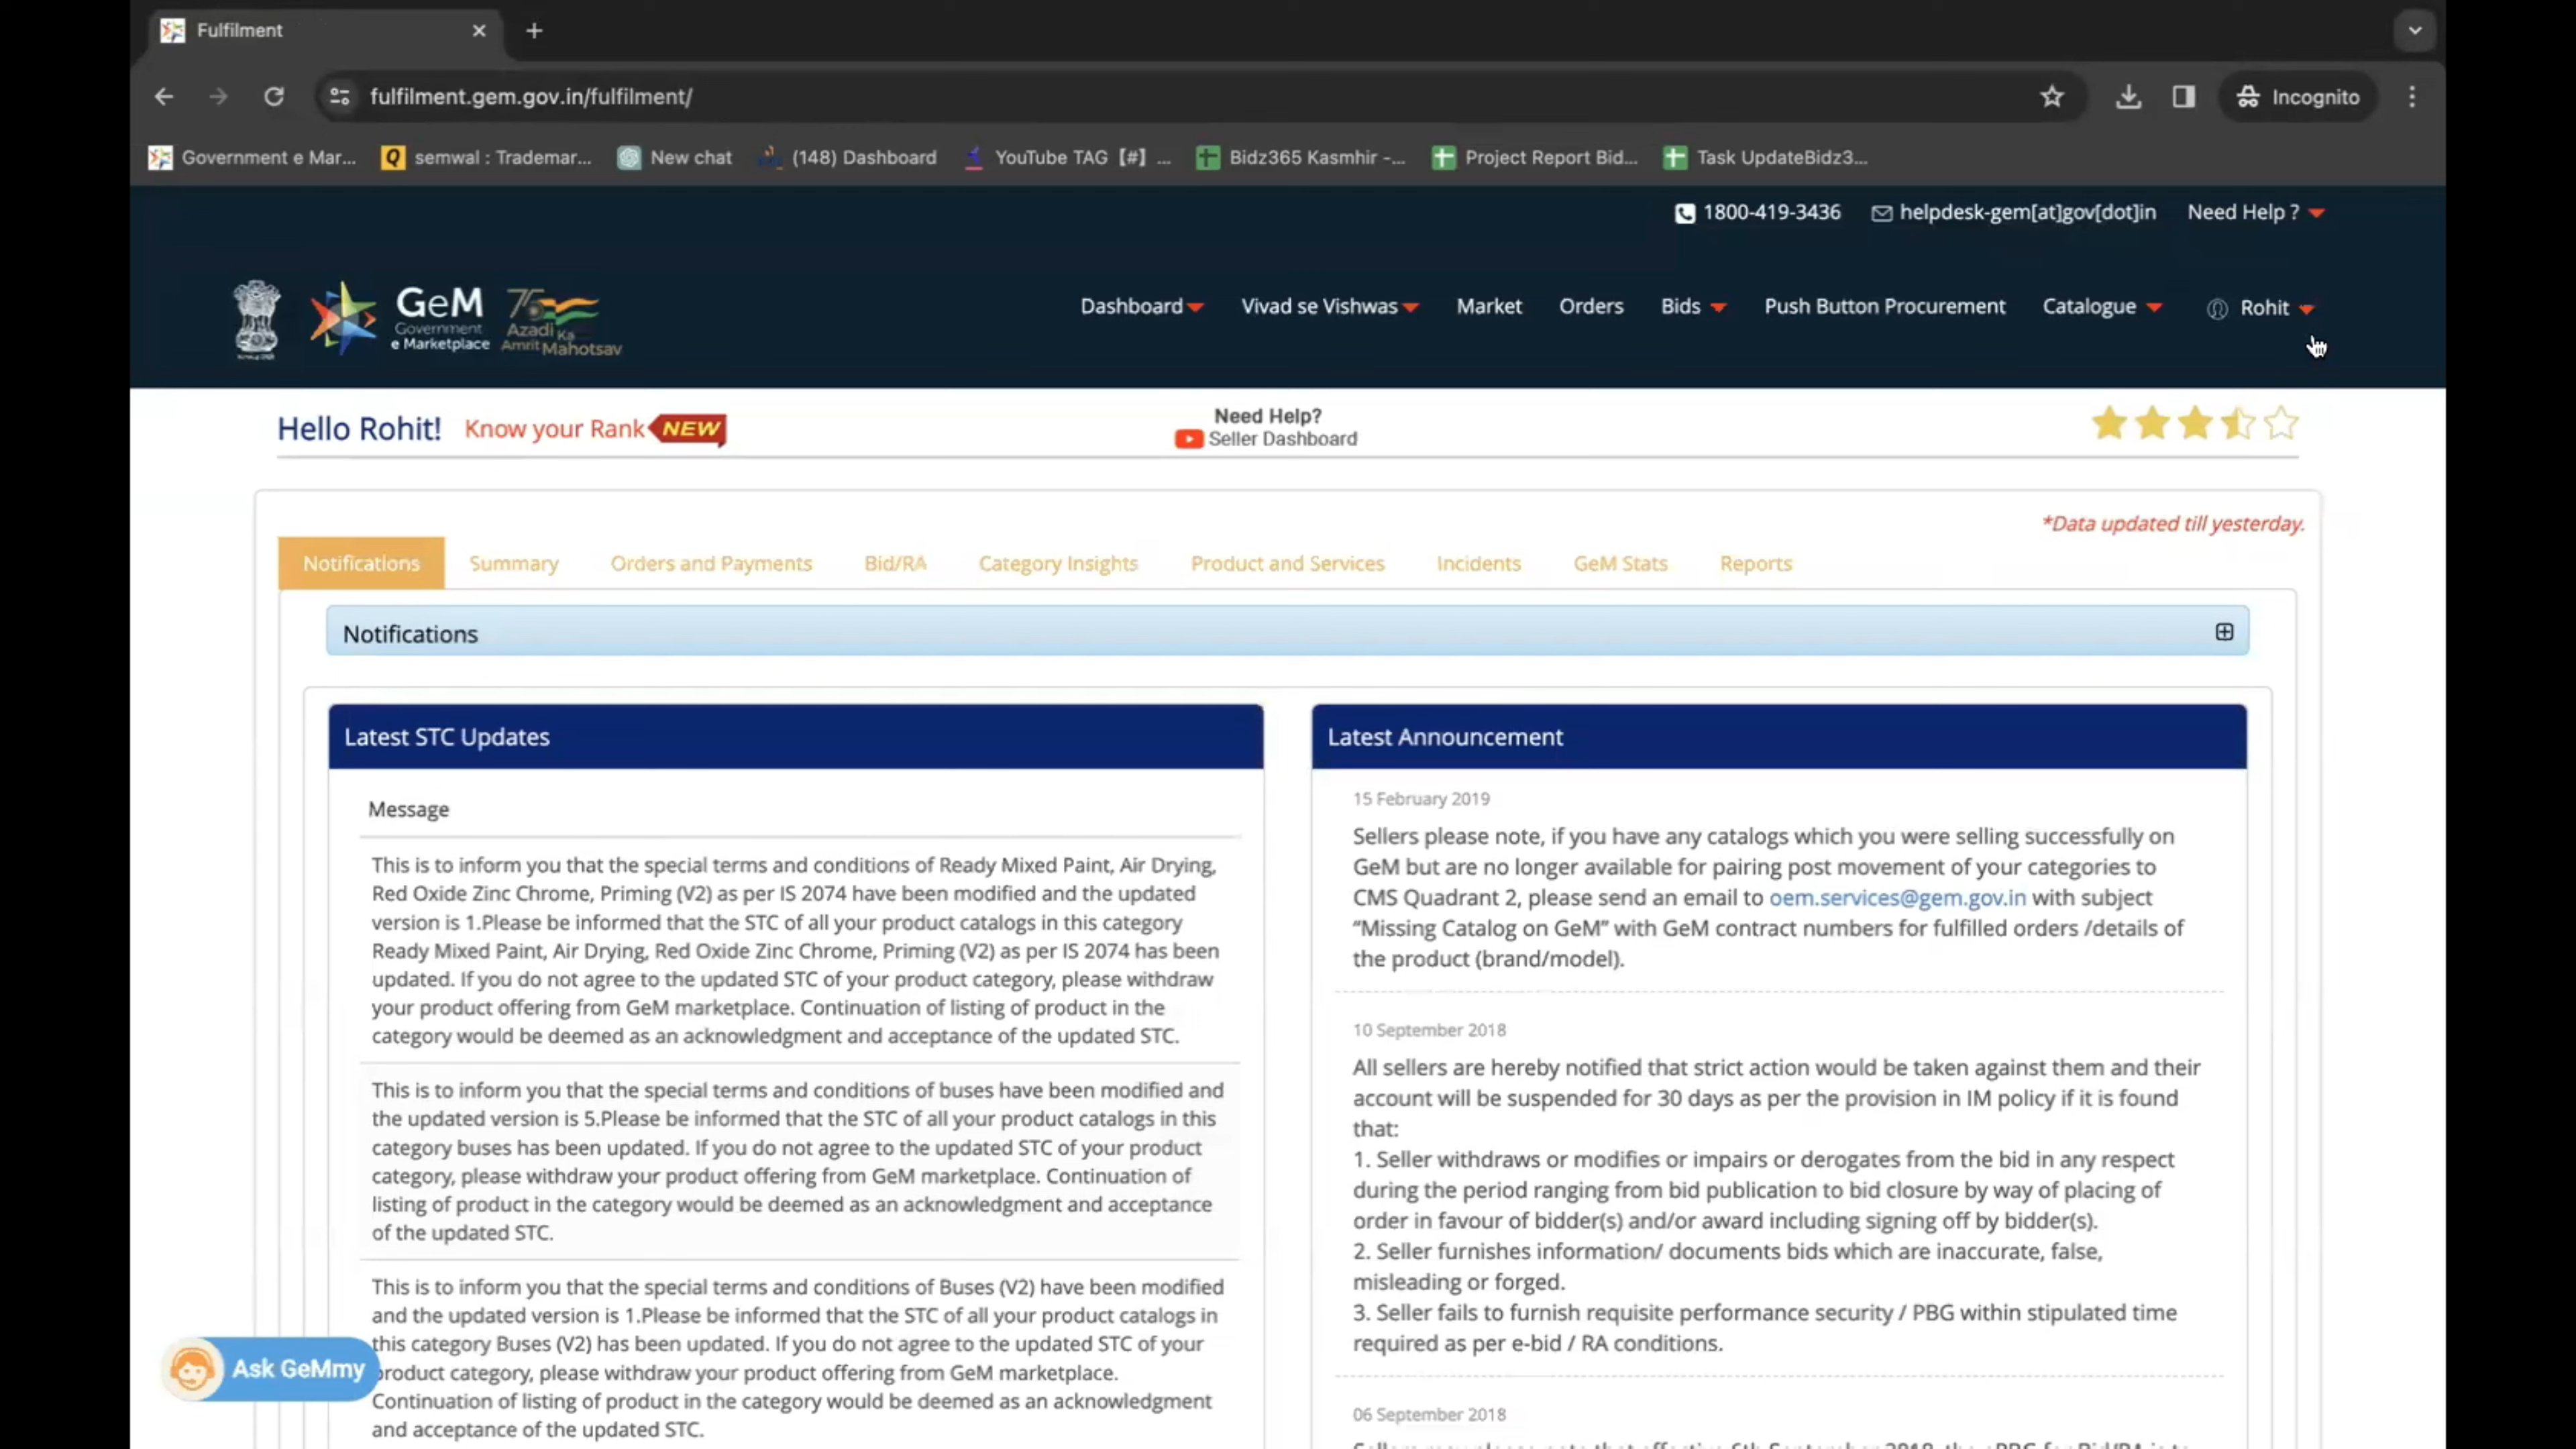 Fulfilment
fulfilment.gem.gov.in/fulfilment/
Incognito
Government e Mar...
semwal : Trademar...
New chat
(148) Dashboard
YouTube TAG [#] ...
Bidz365 Kasmhir -...
Project Report Bid...
Task UpdateBidz3...
1800-419-3436
helpdesk-gem[at]gov[dot]in
Need Help ?
GeM
Government
e Marketplace
75
Azadi
Ka
Amrit Mahotsav
Dashboard
Vivad se Vishwas
Market
Orders
Bids
Push Button Procurement
Catalogue
Rohit
Hello Rohit!
Know your Rank
NEW
Need Help?
Seller Dashboard
*Data updated till yesterday.
Notifications
Summary
Orders and Payments
Bid/RA
Category Insights
Product and Services
Incidents
GeM Stats
Reports
Notifications
Latest STC Updates
Message
This is to inform you that the special terms and conditions of Ready Mixed Paint, Air Drying,
Red Oxide Zinc Chrome, Priming (V2) as per IS 2074 have been modified and the updated
version is 1.Please be informed that the STC of all your product catalogs in this category
Ready Mixed Paint, Air Drying, Red Oxide Zinc Chrome, Priming (V2) as per IS 2074 has been
updated. If you do not agree to the updated STC of your product category, please withdraw
your product offering from GeM marketplace. Continuation of listing of product in the
category would be deemed as an acknowledgment and acceptance of the updated STC.
This is to inform you that the special terms and conditions of buses have been modified and
the updated version is 5.Please be informed that the STC of all your product catalogs in this
category buses has been updated. If you do not agree to the updated STC of your product
category, please withdraw your product offering from GeM marketplace. Continuation of
listing of product in the category would be deemed as an acknowledgment and acceptance
of the updated STC.
This is to inform you that the special terms and conditions of Buses (V2) have been modified
and the updated version is 1.Please be informed that the STC of all your product catalogs in
this category Buses (V2) has been updated. If you do not agree to the updated STC of your
product category, please withdraw your product offering from GeM marketplace.
Continuation of listing of product in the category would be deemed as an acknowledgment
and acceptance of the updated STC.
Latest Announcement
15 February 2019
Sellers please note, if you have any catalogs which you were selling successfully on
GeM but are no longer available for pairing post movement of your categories to
CMS Quadrant 2, please send an email to oem.services@gem.gov.in with subject
“Missing Catalog on GeM” with GeM contract numbers for fulfilled orders /details of
the product (brand/model).
10 September 2018
All sellers are hereby notified that strict action would be taken against them and their
account will be suspended for 30 days as per the provision in IM policy if it is found
that:
1. Seller withdraws or modifies or impairs or derogates from the bid in any respect
during the period ranging from bid publication to bid closure by way of placing of
order in favour of bidder(s) and/or award including signing off by bidder(s).
2. Seller furnishes information/ documents bids which are inaccurate, false,
misleading or forged.
3. Seller fails to furnish requisite performance security / PBG within stipulated time
required as per e-bid / RA conditions.
06 September 2018
Ask GeMmy